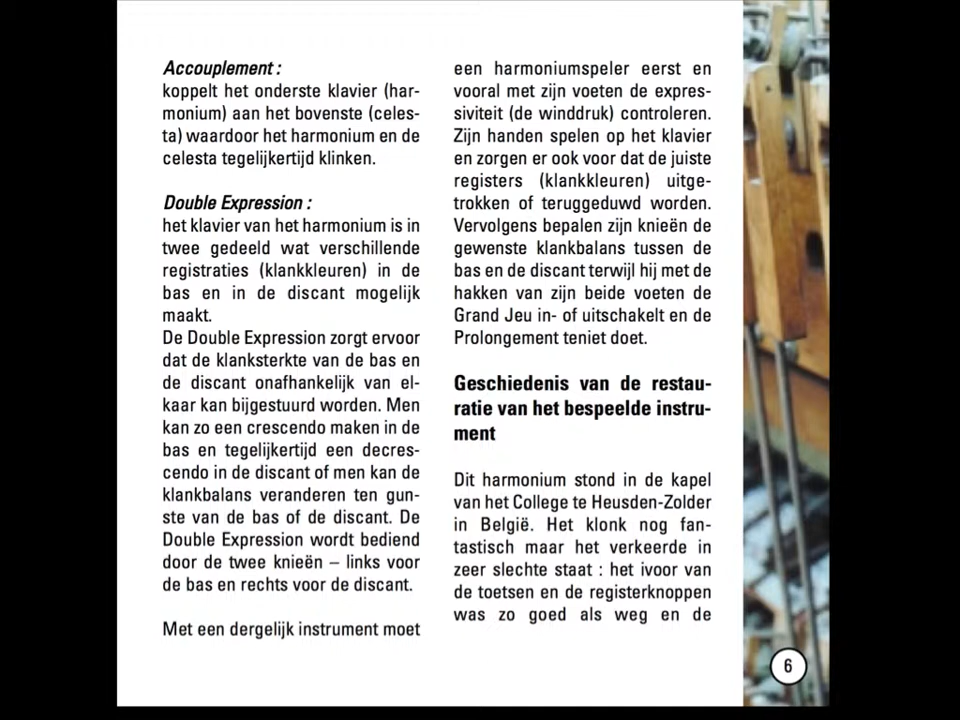 Accouplement :
koppelt het onderste klavier (har-
monium) aan het bovenste (celes-
ta) waardoor het harmonium en de
celesta tegelijkertijd klinken.
Double Expression :
het klavier van het harmonium is in
twee gedeeld wat verschillende
registraties (klankkleuren) in de
bas en in de discant mogelijk
maakt.
De Double Expression zorgt ervoor
dat de klanksterkte van de bas en
de discant onafhankelijk van el-
kaar kan bijgestuurd worden. Men
kan zo een crescendo maken in de
bas en tegelijkertijd een decres-
cendo in de discant of men kan de
klankbalans veranderen ten gun-
ste van de bas of de discant. De
Double Expression wordt bediend
door de twee knieën – links voor
de bas en rechts voor de discant.
Met een dergelijk instrument moet
een harmoniumspeler eerst en
vooral met zijn voeten de expres-
siviteit (de winddruk) controleren.
Zijn handen spelen op het klavier
en zorgen er ook voor dat de juiste
registers (klankkleuren) uitge-
trokken of teruggeduwd worden.
Vervolgens bepalen zijn knieën de
gewenste klankbalans tussen de
bas en de discant terwijl hij met de
hakken van zijn beide voeten de
Grand Jeu in- of uitschakelt en de
Prolongement teniet doet.
Geschiedenis van de restau-
ratie van het bespeelde instru-
ment
Dit harmonium stond in de kapel
van het College te Heusden-Zolder
in België. Het klonk nog fan-
tastisch maar het verkeerde in
zeer slechte staat : het ivoor van
de toetsen en de registerknoppen
was zo goed als weg en de
6